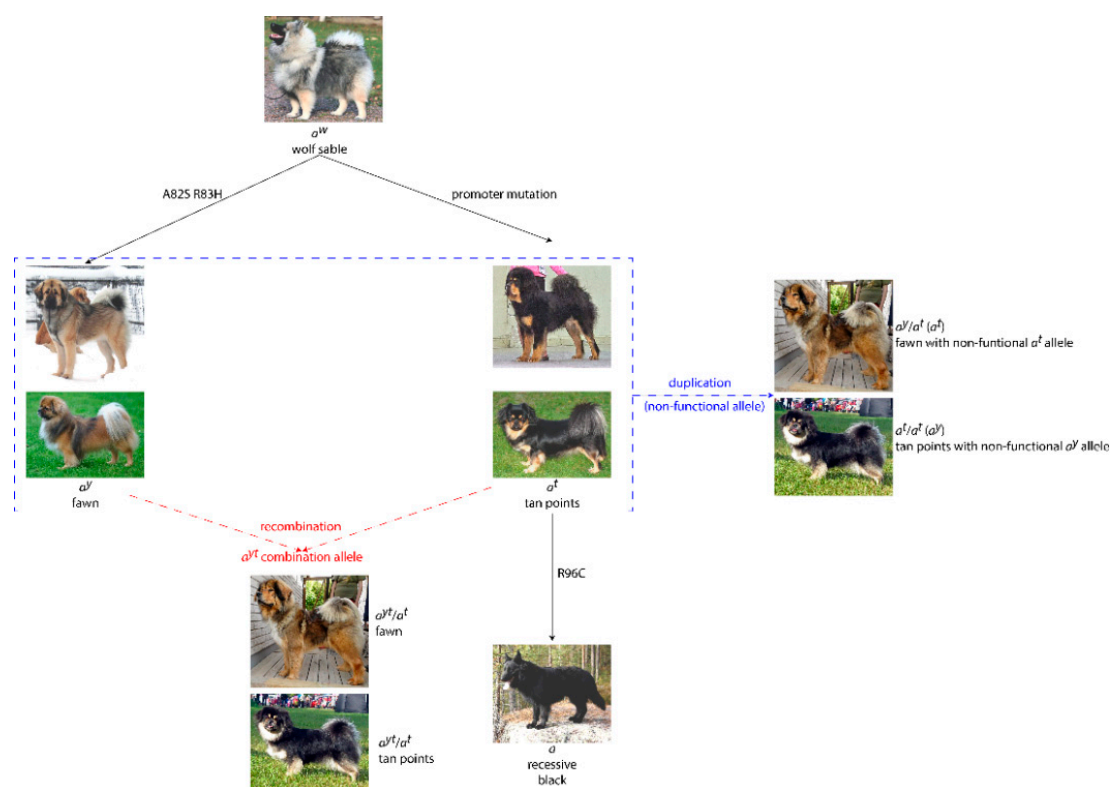 a^w
wolf sable
A82S R83H
promoter mutation
a^y/a^t (a^t)
fawn with non-funtional a^t allele
duplication
(non-functional allele)
a^t/a^t (a^y)
tan points with non-functional a^y allele
a^y
fawn
a^t
tan points
recombination
a^yt combination allele
R96C
a^yt/a^t
fawn
a^yt/a^t
tan points
a
recessive
black